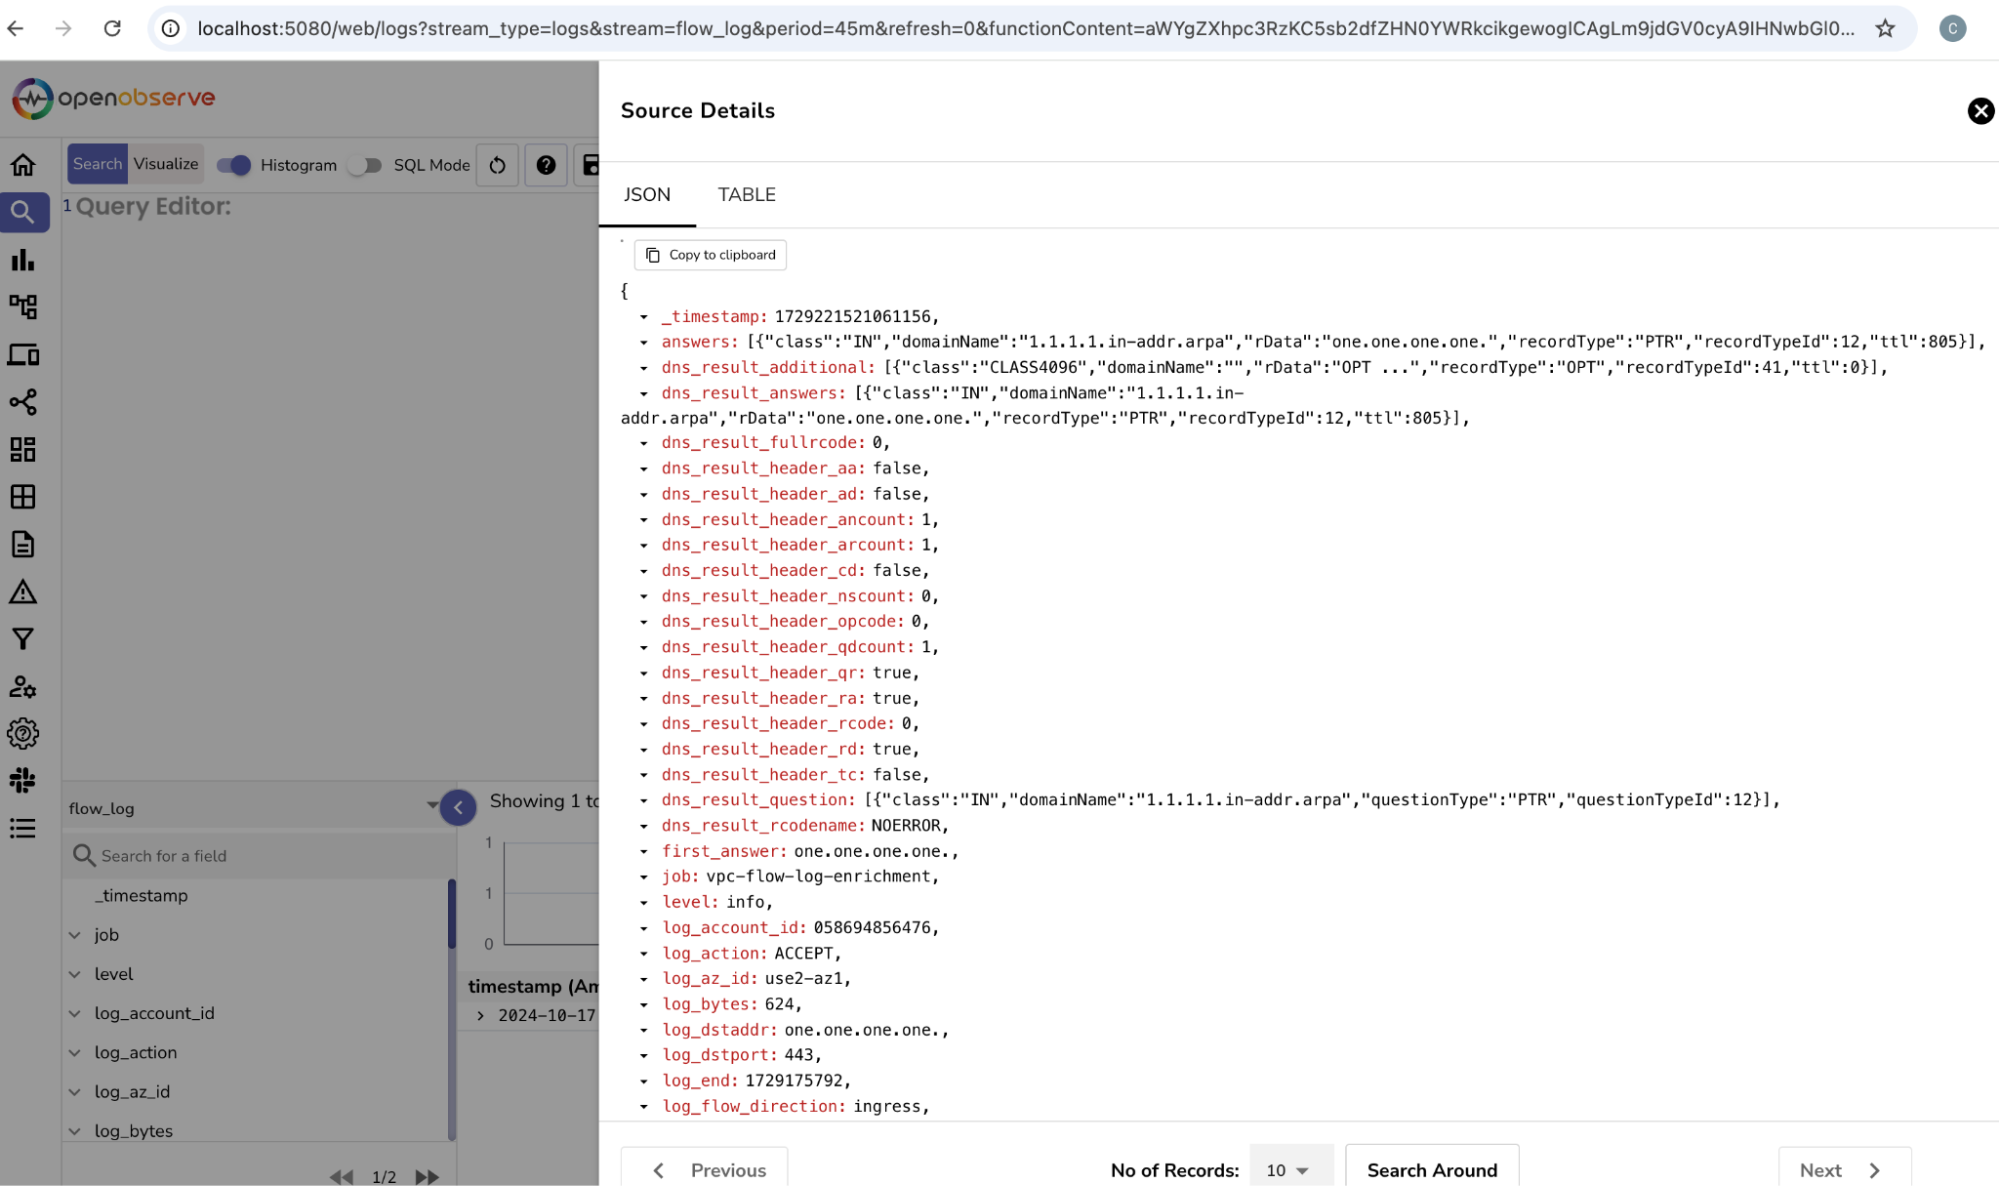 localhost:5080/web/logs?stream_type=logs&stream=flow_log&period=45m&refresh=0&functionContent=aWYgZXhpc3RzKC5sb2dfZHN0YWRkcikgewogICAgLm9jdGV0cyA9IHNwbGl0...
C
openobserve
Source Details
Search Visualize Histogram SQL Mode
1 Query Editor:
JSON TABLE
Copy to clipboard
{
_timestamp: 1729221521061156,
answers: [{"class":"IN","domainName":"1.1.1.1.in-addr.arpa","rData":"one.one.one.one.","recordType":"PTR","recordTypeId":12,"ttl":805}],
dns_result_additional: [{"class":"CLASS4096","domainName":"","rData":"OPT ...","recordType":"OPT","recordTypeId":41,"ttl":0}],
dns_result_answers: [{"class":"IN","domainName":"1.1.1.1.in-
addr.arpa","rData":"one.one.one.one.","recordType":"PTR","recordTypeId":12,"ttl":805}],
dns_result_fullrcode: 0,
dns_result_header_aa: false,
dns_result_header_ad: false,
dns_result_header_ancount: 1,
dns_result_header_arcount: 1,
dns_result_header_cd: false,
dns_result_header_nscount: 0,
dns_result_header_opcode: 0,
dns_result_header_qdcount: 1,
dns_result_header_qr: true,
dns_result_header_ra: true,
dns_result_header_rcode: 0,
dns_result_header_rd: true,
dns_result_header_tc: false,
dns_result_question: [{"class":"IN","domainName":"1.1.1.1.in-addr.arpa","questionType":"PTR","questionTypeId":12}],
dns_result_rcodename: NOERROR,
first_answer: one.one.one.one.,
job: vpc-flow-log-enrichment,
level: info,
log_account_id: 058694856476,
log_action: ACCEPT,
log_az_id: use2-az1,
log_bytes: 624,
log_dstaddr: one.one.one.one.,
log_dstport: 443,
log_end: 1729175792,
log_flow_direction: ingress,
flow_log
Search for a field
_timestamp
job
level
log_account_id
log_action
log_az_id
log_bytes
1/2
Showing 1 to
1
1
0
timestamp (Am
2024-10-17
Previous
No of Records: 10
Search Around
Next